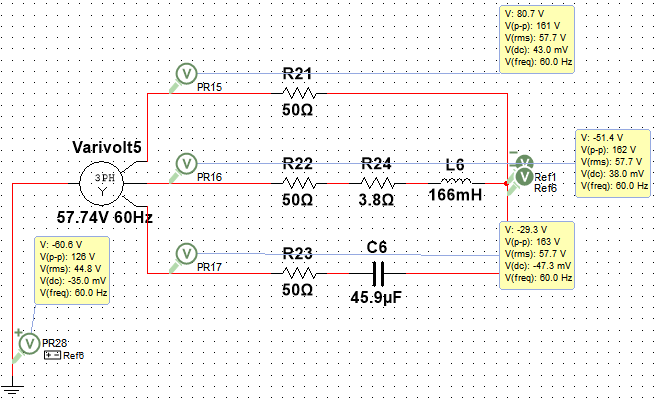 V: 80.7 V
V(p-p): 161 V
V(rms): 57.7 V
V(dc): 43.0 mV
V(freq): 60.0 Hz
V
PR15
R21
50Ω
Varivolt5
3PH
Y
57.74V 60Hz
V
PR16
R22
50Ω
R24
3.8Ω
L6
166mH
V
Ref1
Ref6
V: -51.4 V
V(p-p): 162 V
V(rms): 57.7 V
V(dc): 38.0 mV
V(freq): 60.0 Hz
V: -29.3 V
V(p-p): 163 V
V(rms): 57.7 V
V(dc): -47.3 mV
V(freq): 60.0 Hz
V
PR17
R23
50Ω
C6
45.9µF
V: -60.6 V
V(p-p): 126 V
V(rms): 44.8 V
V(dc): -35.0 mV
V(freq): 60.0 Hz
V
PR28
Ref6